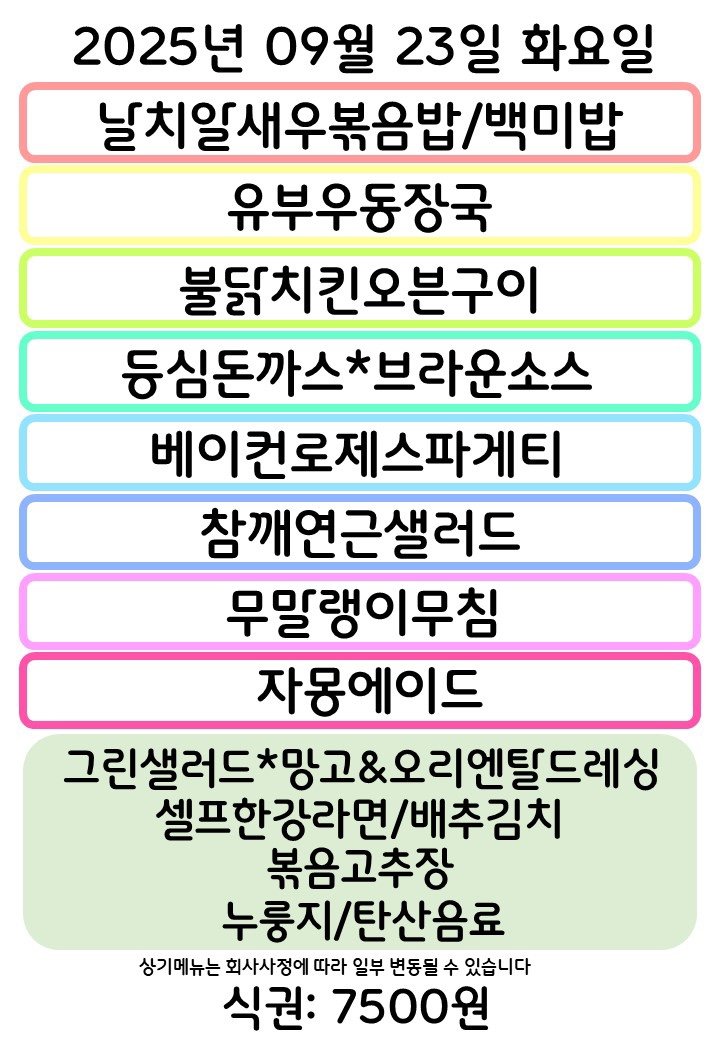 2025년 09월 23일 화요일
날치알새우볶음밥/백미밥
유부우동장국
불닭치킨오븐구이
등심돈까스*브라운소스
베이컨로제스파게티
참깨연근샐러드
무말랭이무침
자몽에이드
그린샐러드*망고&오리엔탈드레싱
셀프한강라면/배추김치
볶음고추장
누룽지/탄산음료
상기메뉴는 회사사정에 따라 일부 변동될 수 있습니다
식권: 7500원